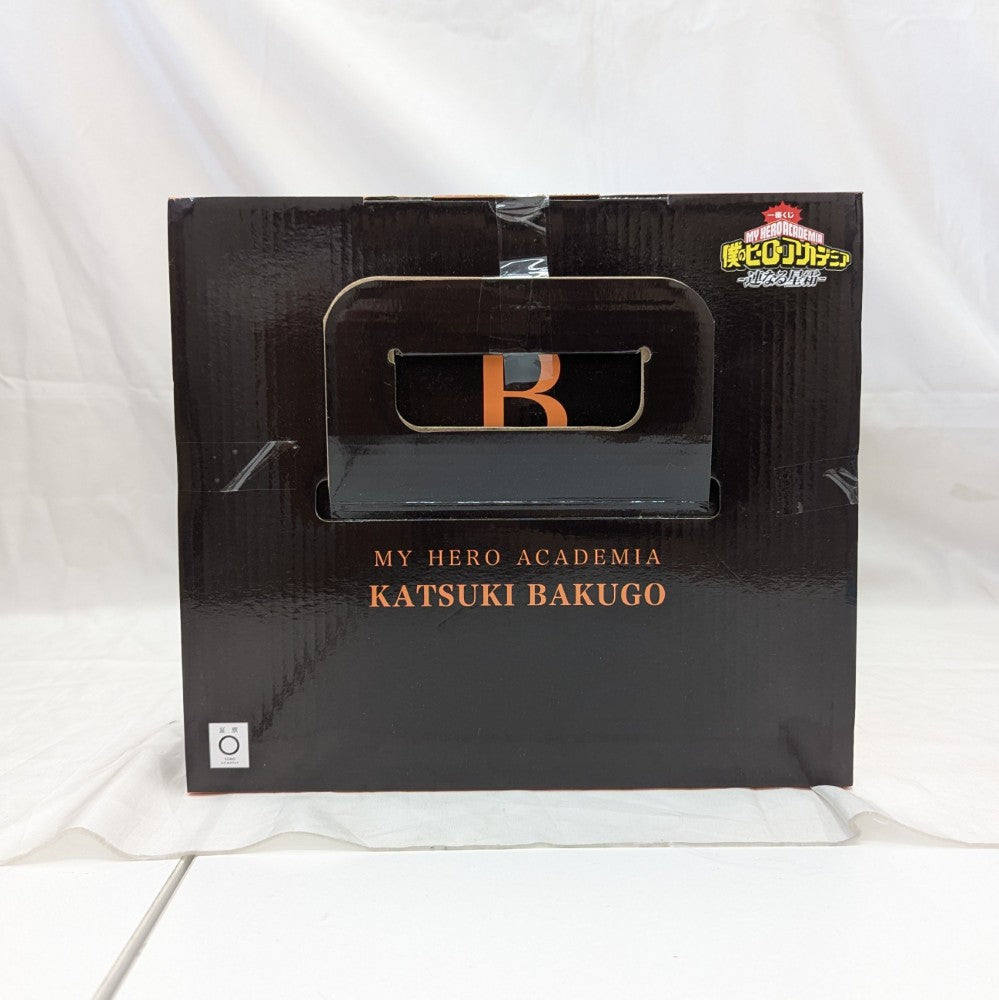 一番くじ
MY HERO ACADEMIA
僕のヒーローアカデミア
-連なる星霜-
B
MY HERO ACADEMIA
KATSUKI BAKUGO